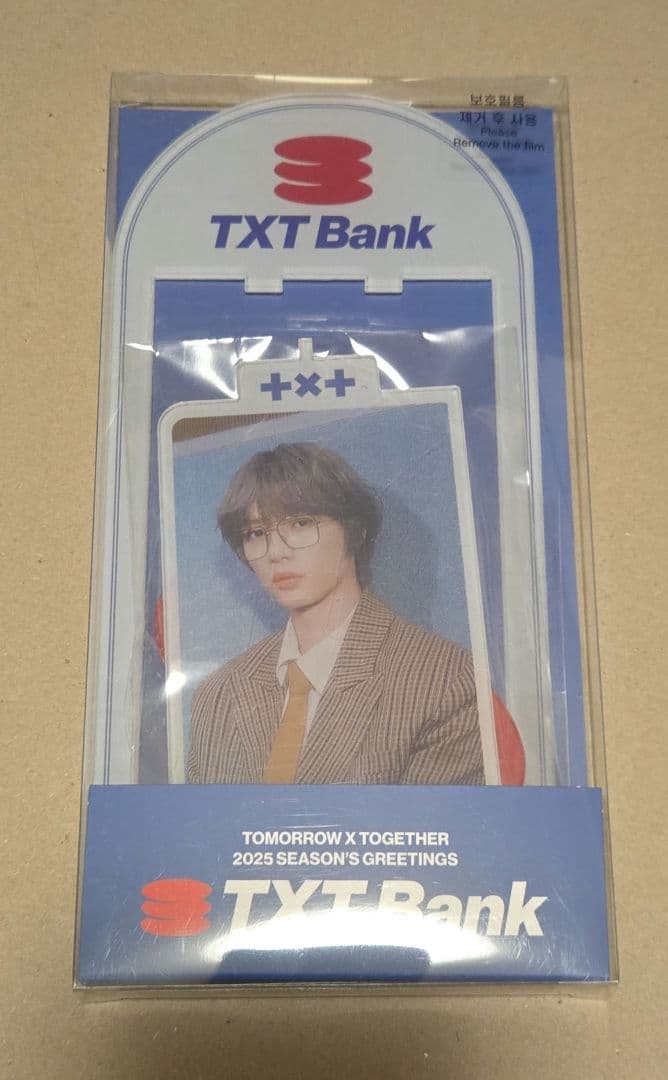 보호필름
제거 후 사용
Please
Remove the film
TXT Bank
+×+
TOMORROW X TOGETHER
2025 SEASON'S GREETINGS
TXT Bank